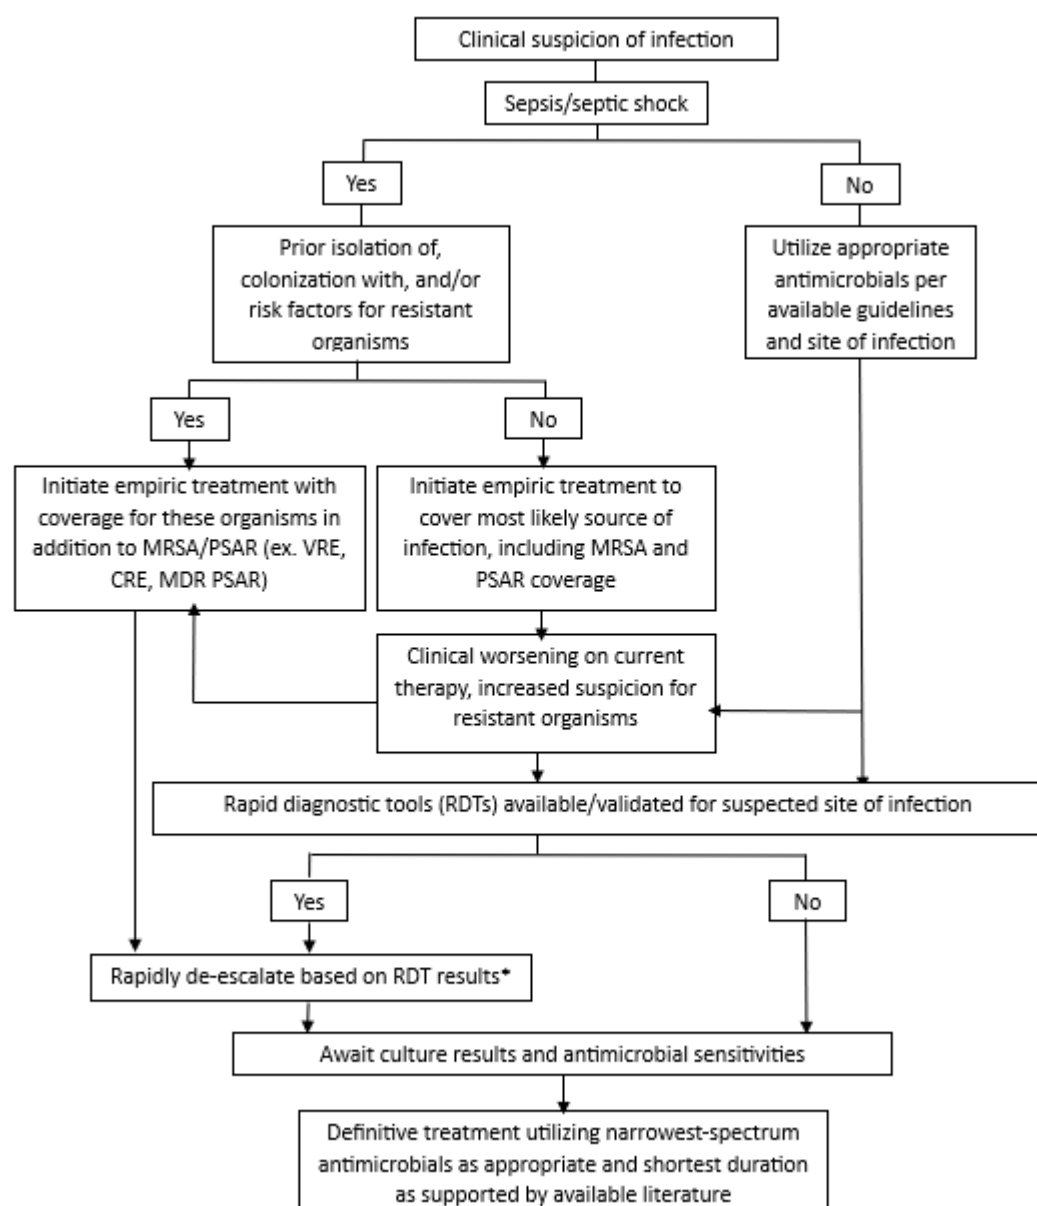 Clinical suspicion of infection
Sepsis/septic shock
Yes
No
Prior isolation of,
colonization with, and/or
risk factors for resistant
organisms
Utilize appropriate
antimicrobials per
available guidelines
and site of infection
Yes
No
Initiate empiric treatment with
coverage for these organisms in
addition to MRSA/PSAR (ex. VRE,
CRE, MDR PSAR)
Initiate empiric treatment to
cover most likely source of
infection, including MRSA and
PSAR coverage
Clinical worsening on current
therapy, increased suspicion for
resistant organisms
Rapid diagnostic tools (RDTs) available/validated for suspected site of infection
Yes
No
Rapidly de-escalate based on RDT results*
Await culture results and antimicrobial sensitivities
Definitive treatment utilizing narrowest-spectrum
antimicrobials as appropriate and shortest duration
as supported by available literature